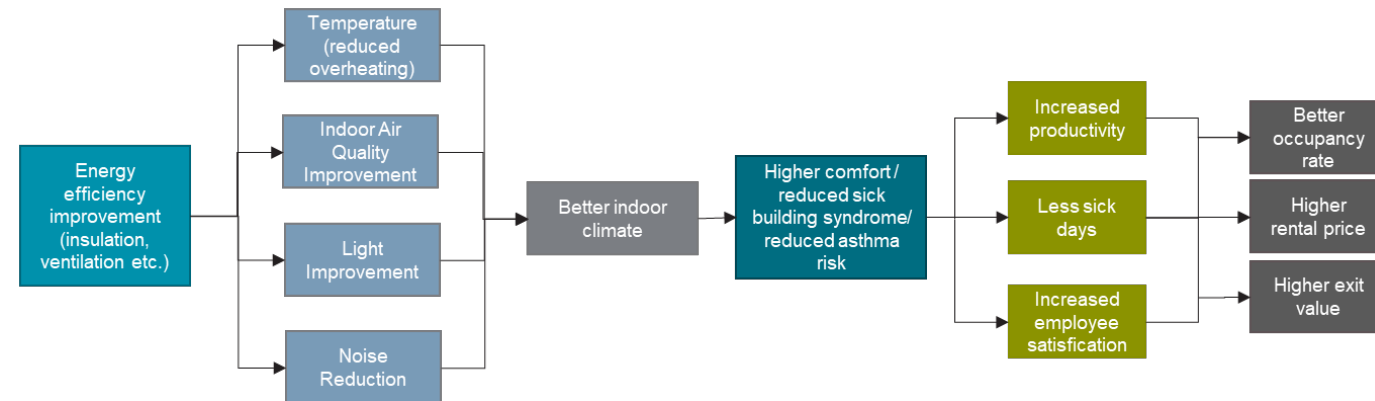 Energy
efficiency
improvement
(insulation,
ventilation etc.)
Temperature
(reduced
overheating)
Indoor Air
Quality
Improvement
Light
Improvement
Noise
Reduction
Better indoor
climate
Higher comfort /
reduced sick
building syndrome/
reduced asthma
risk
Increased
productivity
Less sick
days
Increased
employee
satisfication
Better
occupancy
rate
Higher
rental price
Higher exit
value